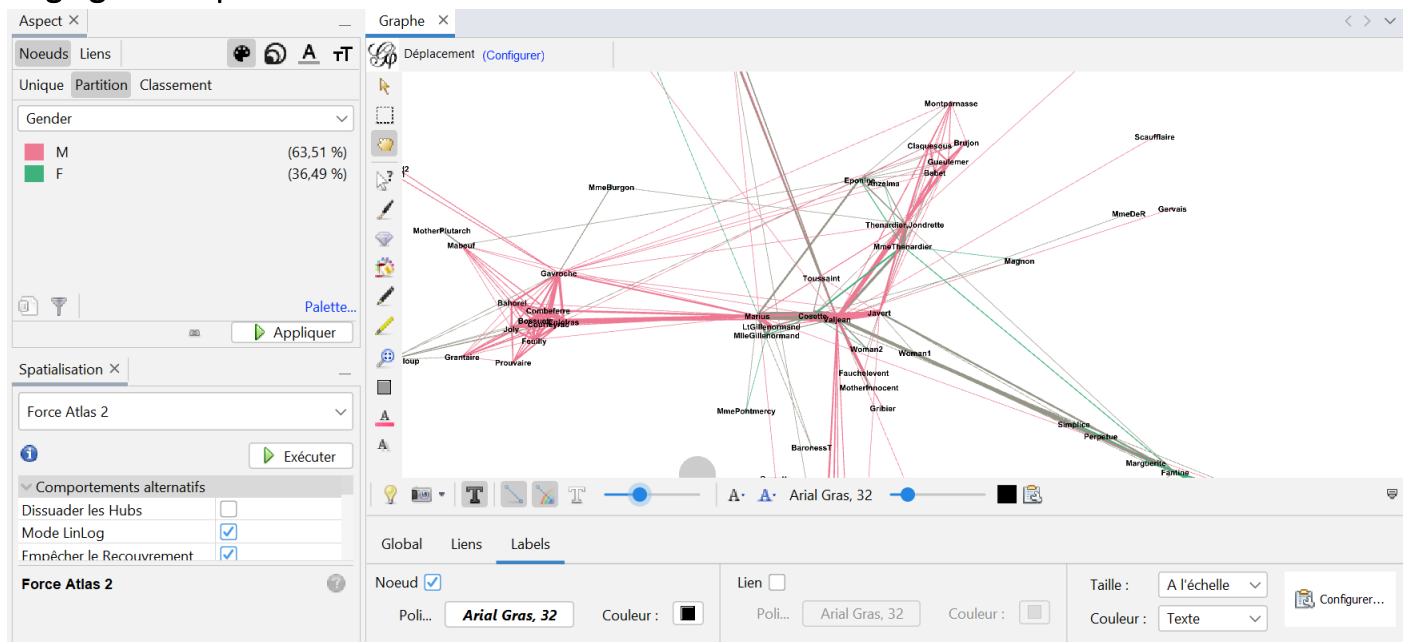 Aspect
Noeuds Liens
A
тT
Unique Partition Classement
Gender
M (63,51 %)
F (36,49 %)
Palette...
Appliquer
Spatialisation
Force Atlas 2
Exécuter
Comportements alternatifs
Dissuader les Hubs
Mode LinLog
Empêcher le Recouvrement
Force Atlas 2
Graphe
Déplacement (Configurer)
Montparnasse
Scaufflaire
Claquesous Brujon
Gueulemer
Babet
Eponine Anzelma
MmeBurgon
MmeDeR Gervais
MotherPlutarch
Thenardier Jondrette
Mabeuf
MmeThenardier
Magnon
Gavroche
Toussaint
Bahorel
Combeferre
Marius Cosette Valjean Javert
Bossuet
Joly
LtGillenormand
MlleGillenormand
Feuilly
Woman2 Woman1
loup Grantaire Prouvaire
Fauchelevent
MotherInnocent
MmePontmercy
Gribier
Simplice
Perpetue
BaronessT
Marguerite
Fantine
A
A
T T A- A- Arial Gras, 32
Global Liens Labels
Noeud Lien
Taille : A l'échelle
Configurer...
Poli... Arial Gras, 32 Couleur : Poli... Arial Gras, 32 Couleur :
Couleur : Texte